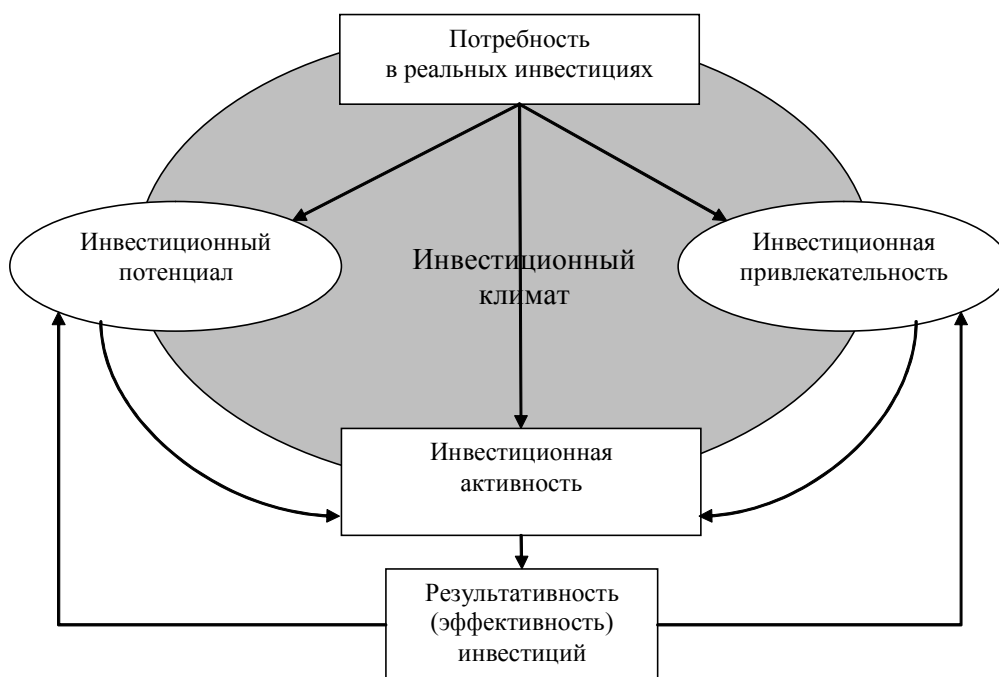 Потребность
в реальных инвестициях
Инвестиционный
потенциал
Инвестиционный
климат
Инвестиционная
привлекательность
Инвестиционная
активность
Результативность
(эффективность)
инвестиций